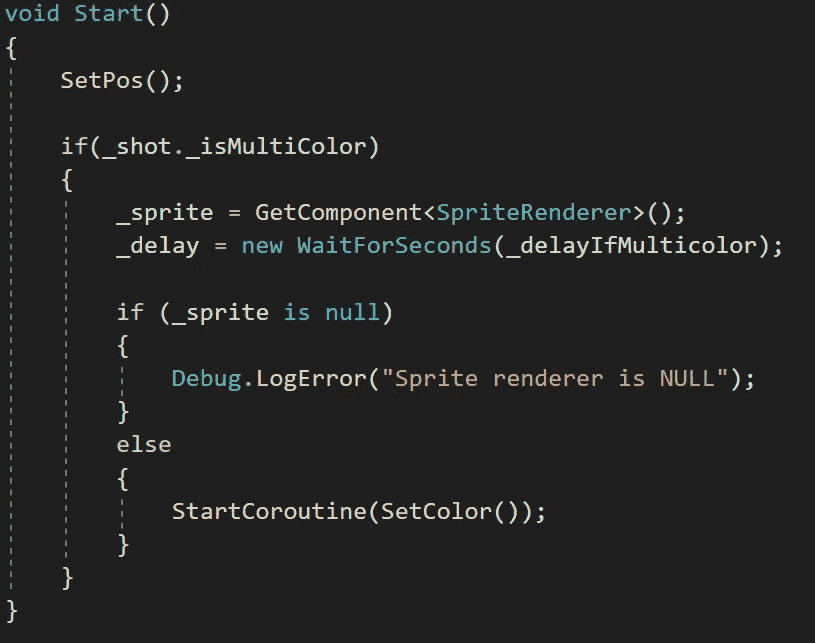 void Start()
{
    SetPos();

    if(_shot._isMultiColor)
    {
        _sprite = GetComponent<SpriteRenderer>();
        _delay = new WaitForSeconds(_delayIfMulticolor);

        if (_sprite is null)
        {
            Debug.LogError("Sprite renderer is NULL");
        }
        else
        {
            StartCoroutine(SetColor());
        }
    }
}